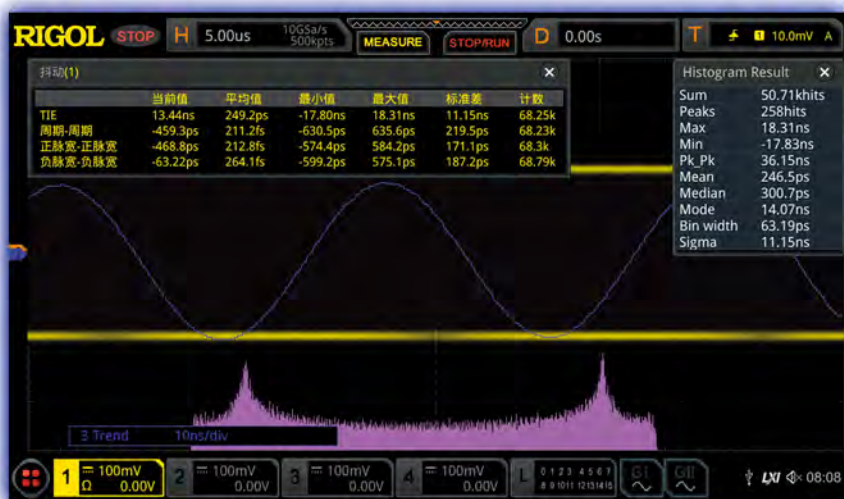 RIGOL STOP H 5.00us 10GSa/s 500kpts MEASURE STOP/RUN D 0.00s T 1 10.0mV A
抖动(1)
当前值 平均值 最小值 最大值 标准差 计数
TIE 13.44ns 249.2ps -17.80ns 18.31ns 11.15ns 68.25k
周期-周期 -459.3ps 211.2fs -630.5ps 635.6ps 219.5ps 68.23k
正脉宽-正脉宽 -468.8ps 212.8fs -574.4ps 584.2ps 171.1ps 68.3k
负脉宽-负脉宽 -63.22ps 264.1fs -599.2ps 575.1ps 187.2ps 68.79k
Histogram Result
Sum 50.71khits
Peaks 258hits
Max 18.31ns
Min -17.83ns
Pk_Pk 36.15ns
Mean 246.5ps
Median 300.7ps
Mode 14.07ns
Bin width 63.19ps
Sigma 11.15ns
3 Trend 10ns/div
1 100mV Ω 0.00V
2 100mV 0.00V
3 100mV 0.00V
4 100mV 0.00V
L 0 1 2 3 4 5 6 7
8 9 10 11 12 13 14 15
GI GII LXI 08:08